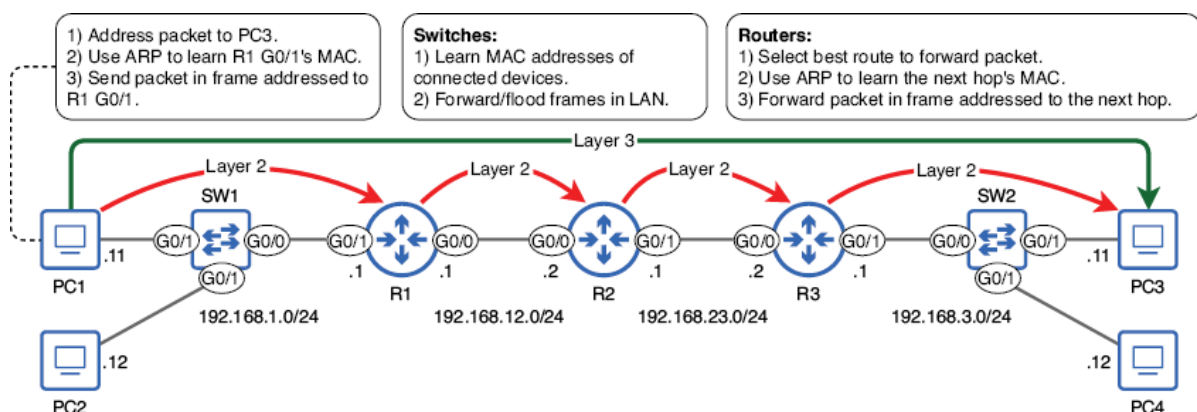 1) Address packet to PC3.
2) Use ARP to learn R1 G0/1's MAC.
3) Send packet in frame addressed to
R1 G0/1.
Switches:
1) Learn MAC addresses of
connected devices.
2) Forward/flood frames in LAN.
Routers:
1) Select best route to forward packet.
2) Use ARP to learn the next hop's MAC.
3) Forward packet in frame addressed to the next hop.
Layer 3
Layer 2
Layer 2
Layer 2
Layer 2
SW1
SW2
G0/1
G0/0
G0/1
G0/0
G0/0
G0/1
G0/0
G0/1
G0/0
G0/1
.11
.1
.1
.2
.1
.2
.1
.11
G0/1
G0/1
PC1
R1
R2
R3
PC3
192.168.1.0/24
192.168.12.0/24
192.168.23.0/24
192.168.3.0/24
.12
.12
PC2
PC4